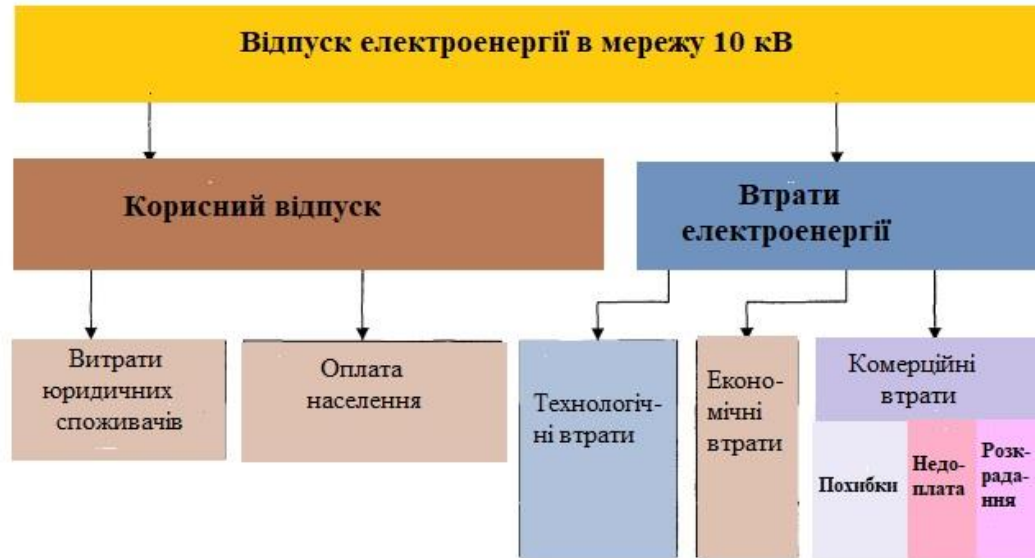 Відпуск електроенергії в мережу 10 кВ
Корисний відпуск
Втрати
електроенергії
Витрати
юридичних
споживачів
Оплата
населення
Технологіч-
ні втрати
Еконо-
мічні
втрати
Комерційні
втрати
Похибки
Недо-
плата
Розк-
рада-
ння